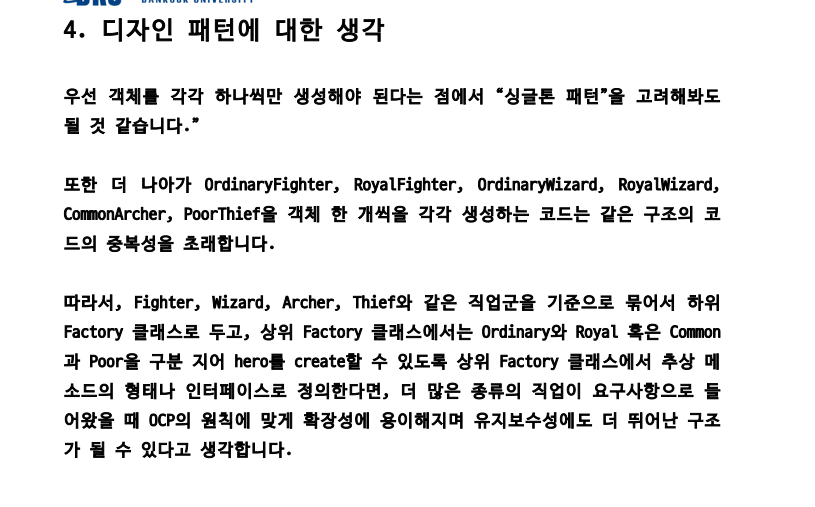 DANKOOK UNIVERSITY
4. 디자인 패턴에 대한 생각
우선 객체를 각각 하나씩만 생성해야 된다는 점에서 “싱글톤 패턴”을 고려해봐도
될 것 같습니다.”
또한 더 나아가 OrdinaryFighter, RoyalFighter, OrdinaryWizard, RoyalWizard,
CommonArcher, PoorThief을 객체 한 개씩을 각각 생성하는 코드는 같은 구조의 코
드의 중복성을 초래합니다.
따라서, Fighter, Wizard, Archer, Thief와 같은 직업군을 기준으로 묶어서 하위
Factory 클래스로 두고, 상위 Factory 클래스에서는 Ordinary와 Royal 혹은 Common
과 Poor을 구분 지어 hero를 create할 수 있도록 상위 Factory 클래스에서 추상 메
소드의 형태나 인터페이스로 정의한다면, 더 많은 종류의 직업이 요구사항으로 들
어왔을 때 OCP의 원칙에 맞게 확장성에 용이해지며 유지보수성에도 더 뛰어난 구조
가 될 수 있다고 생각합니다.